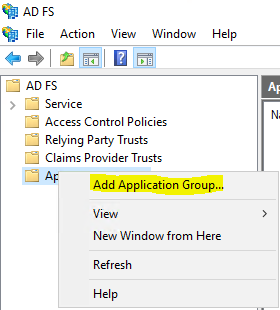 AD FS
File Action View Window Help
AD FS
Service
Access Control Policies
Relying Party Trusts
Claims Provider Trusts
Ap
Add Application Group...
View
New Window from Here
Refresh
Help
Ap
Na